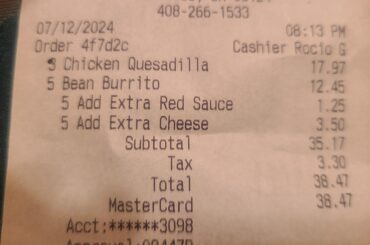 408-266-1533
07/12/2024 08:13 PM
Order 4f7d2c Cashier Rocio G
Chicken Quesadilla 17.97
5 Bean Burrito 12.45
5 Add Extra Red Sauce 1.25
5 Add Extra Cheese 3.50
Subtotal 35.17
Tax 3.30
Total 38.47
MasterCard 38.47
Acct:******3098